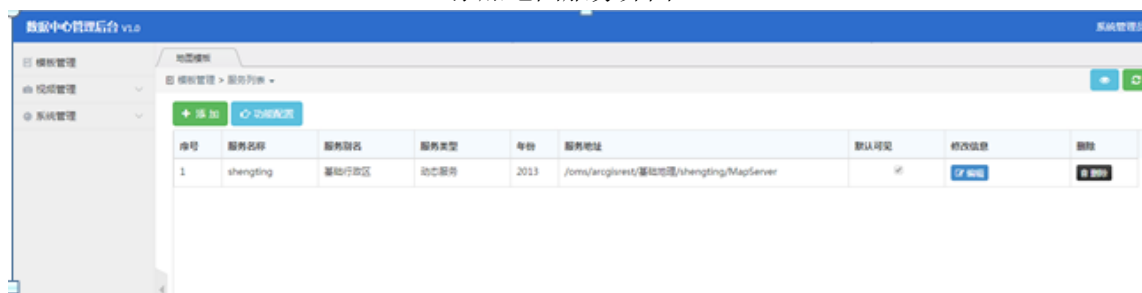 数据中心管理后台 V1.0
系统管理员
模板管理
地图模板
模板管理 > 服务列表
视频管理
系统管理
添加 功能配置
序号 服务名称 服务别名 服务类型 年份 服务地址 默认可见 修改信息 删除
1 shengting 基础行政区 动态服务 2013 /oms/arcgisrest/基础地理/shengting/MapServer 编辑 删除